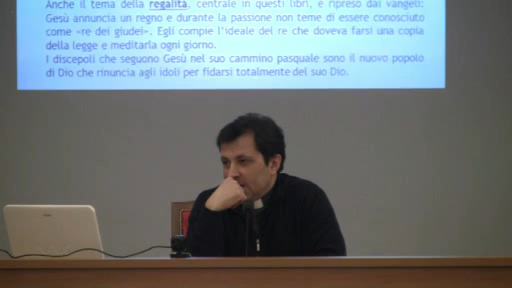 Anche il tema della regalità, centrale in questi libri, è ripreso dai vangeli:
Gesù annuncia un regno e durante la passione non teme di essere conosciuto
come «re dei giudei». Egli compie l'ideale del re che doveva farsi una copia
della legge e meditarla ogni giorno.
I discepoli che seguono Gesù nel suo cammino pasquale sono il nuovo popolo
di Dio che rinuncia agli idoli per fidarsi totalmente del suo Dio.